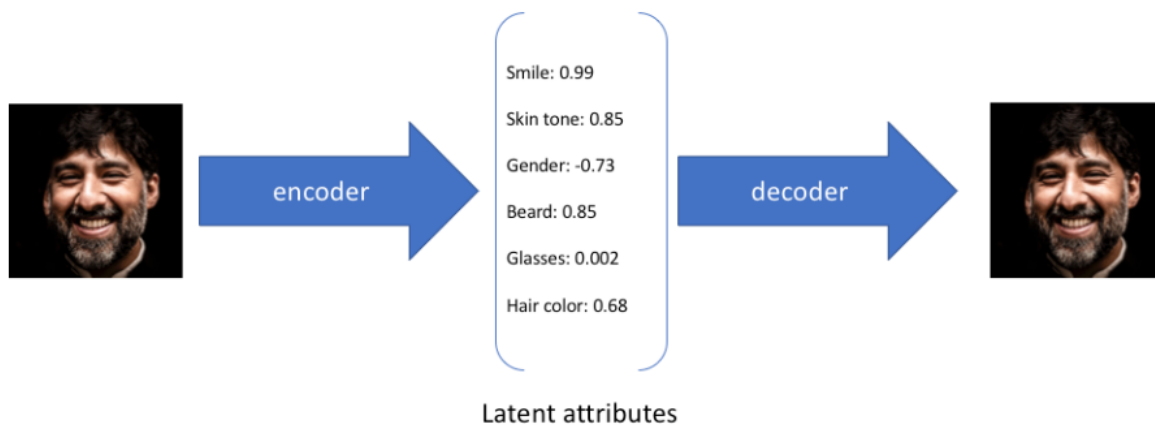 Smile: 0.99
Skin tone: 0.85
Gender: -0.73
Beard: 0.85
Glasses: 0.002
Hair color: 0.68
encoder
decoder
Latent attributes